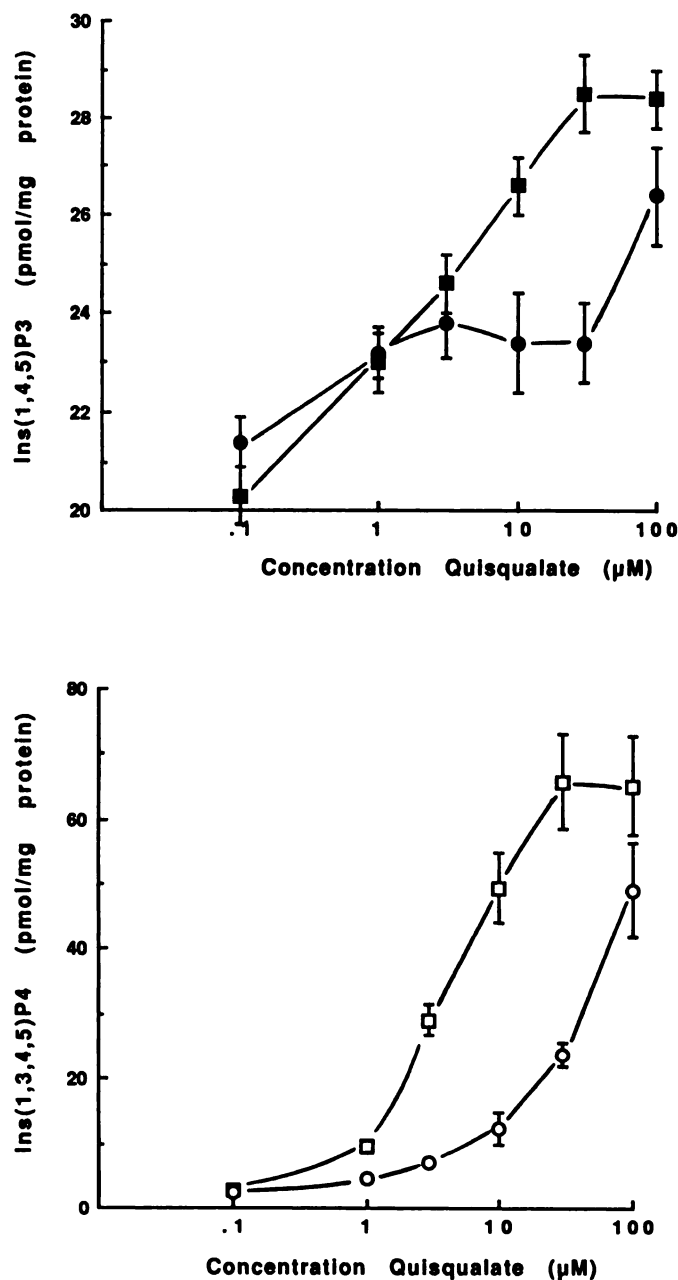 30
28
26
24
22
20
Ins(1,4,5)P3 (pmol/mg protein)
.1 1 10 100
Concentration Quisqualate (µM)
80
60
40
20
0
Ins(1,3,4,5)P4 (pmol/mg protein)
.1 1 10 100
Concentration Quisqualate (µM)